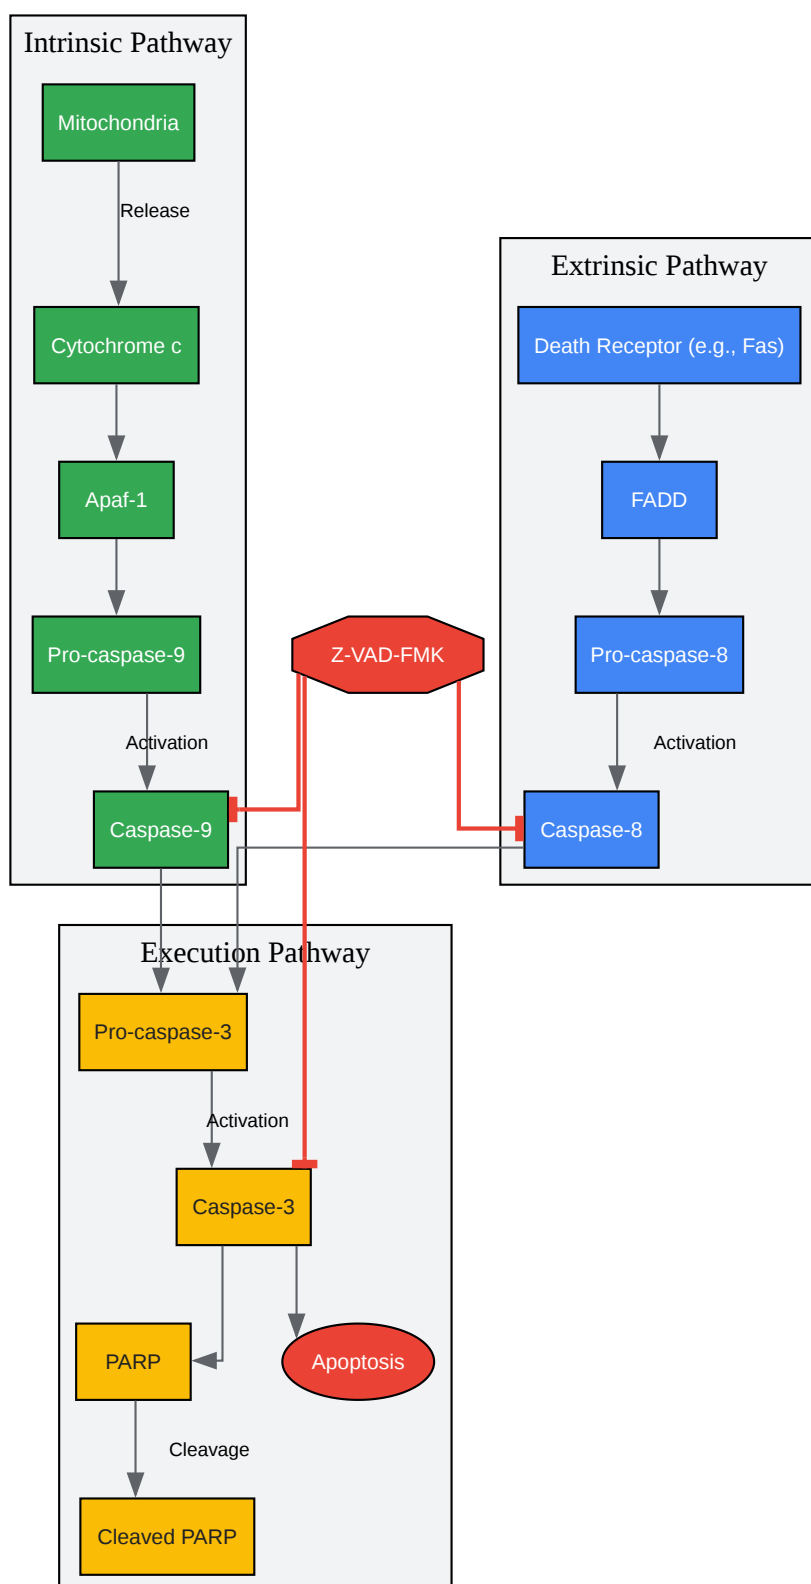 Intrinsic Pathway
Mitochondria
Release
Cytochrome c
Apaf-1
Pro-caspase-9
Activation
Caspase-9
Extrinsic Pathway
Death Receptor (e.g., Fas)
FADD
Pro-caspase-8
Activation
Caspase-8
Z-VAD-FMK
Execution Pathway
Pro-caspase-3
Activation
Caspase-3
PARP
Apoptosis
Cleavage
Cleaved PARP